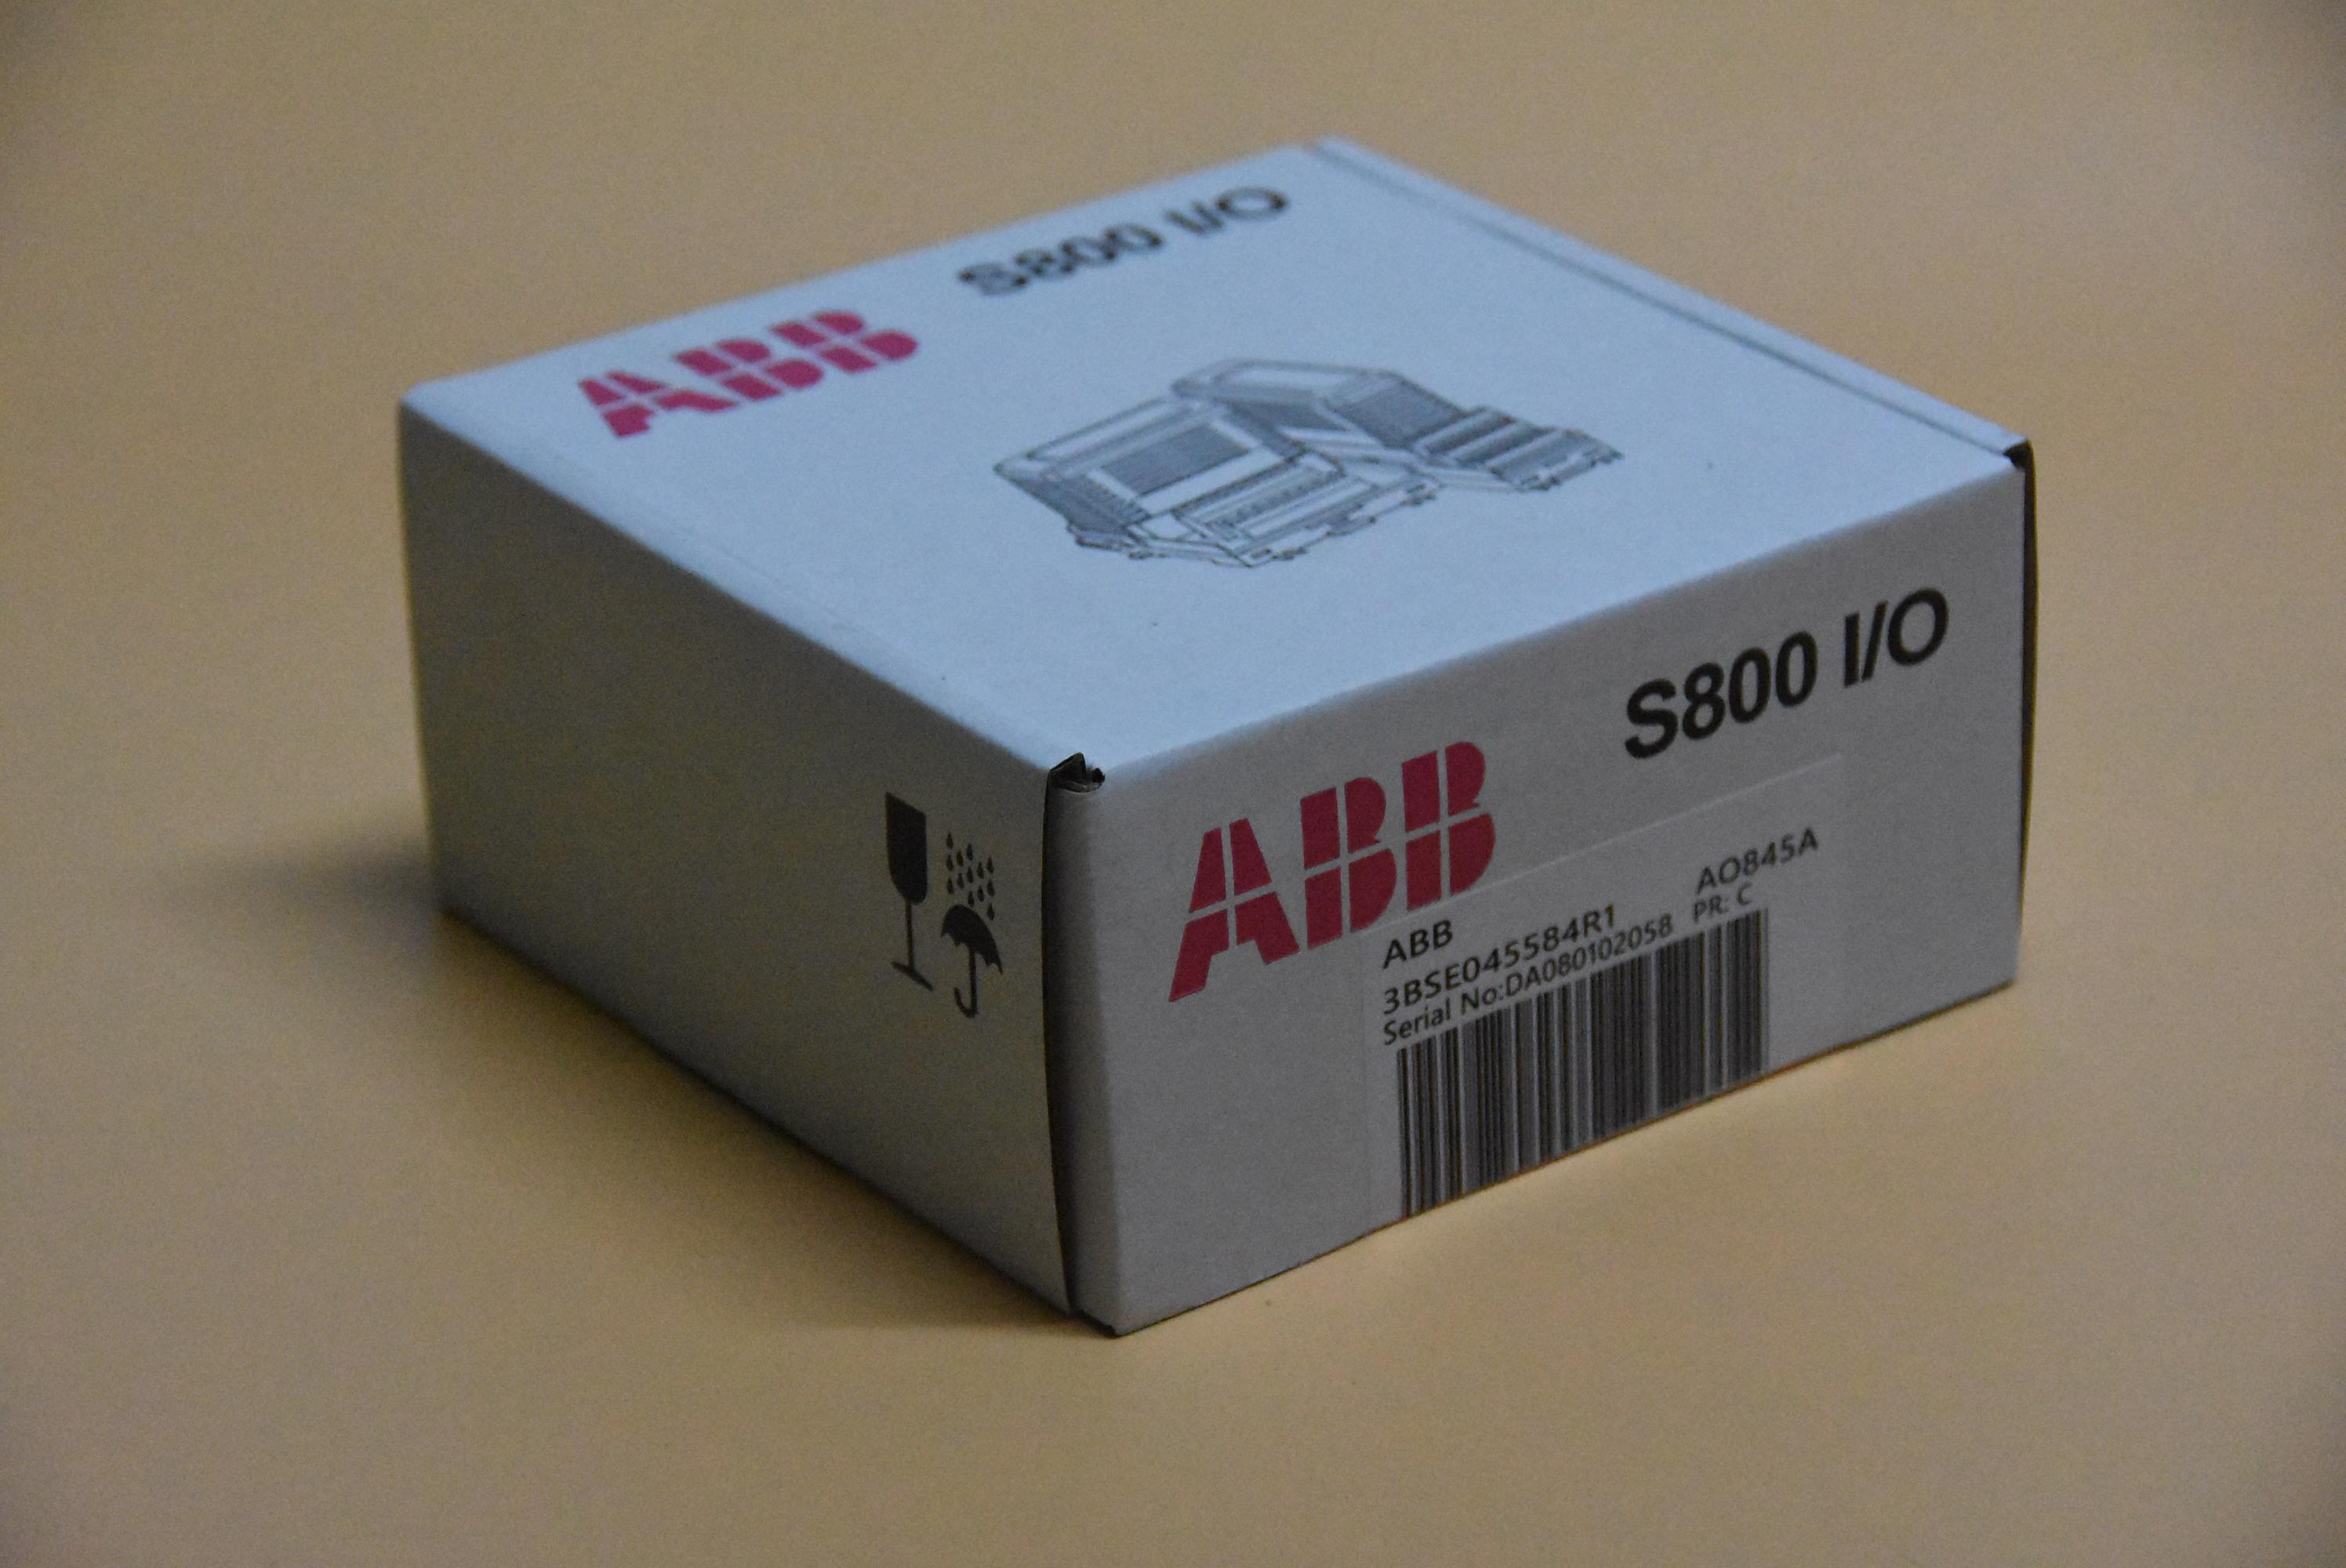 ABB S800 I/O
ABB S800 I/O
ABB AO845A
3BSE045584R1 PR: C
Serial No:DA080102058